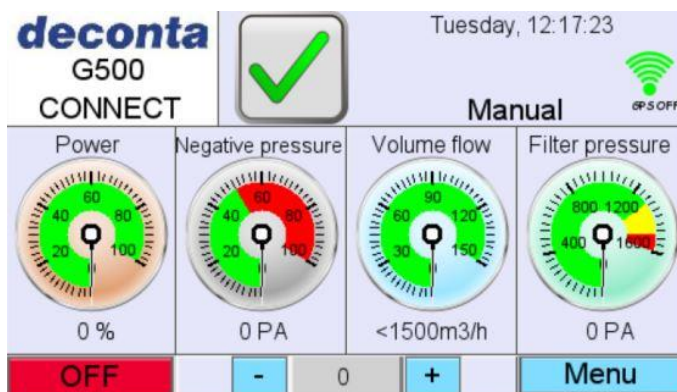 deconta
G500
CONNECT
Tuesday, 12:17:23
GPS OFF
Manual
Power
Negative pressure
Volume flow
Filter pressure
20 40 60 80 100
20 40 60 80 100
30 60 90 120 150
400 800 1200 1600
0 %
0 PA
<1500m3/h
0 PA
OFF
-
0
+
Menu